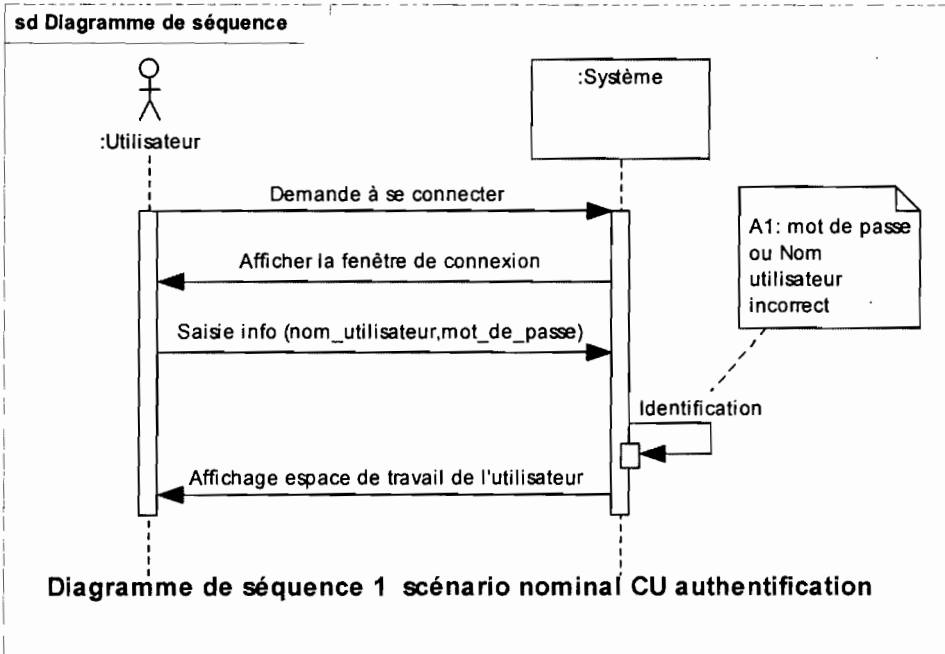 sd Diagramme de séquence
:Utilisateur
:Système
Demande à se connecter
A1: mot de passe
ou Nom
utilisateur
incorrect
Afficher la fenêtre de connexion
Saisie info (nom_utilisateur,mot_de_passe)
Identification
Affichage espace de travail de l'utilisateur
Diagramme de séquence 1 scénario nominal CU authentification